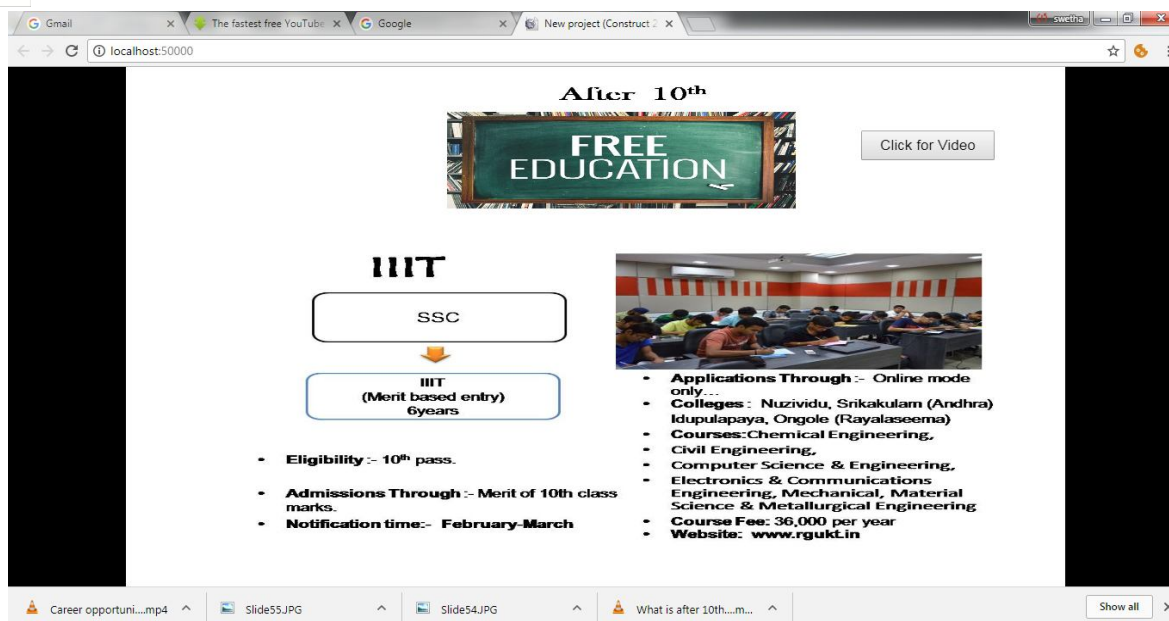 Gmail
The fastest free YouTube
Google
New project (Construct 2
swetha
localhost:50000
After 10th
FREE
EDUCATION
Click for Video
IIIT
SSC
IIIT
(Merit based entry)
6years
• Eligibility :- 10th pass.
• Admissions Through :- Merit of 10th class
marks.
• Notification time:- February-March
• Applications Through :- Online mode
only...
• Colleges : Nuzividu, Srikakulam (Andhra)
Idupulapaya, Ongole (Rayalaseema)
• Courses:Chemical Engineering,
• Civil Engineering,
• Computer Science & Engineering,
• Electronics & Communications
Engineering, Mechanical, Material
Science & Metallurgical Engineering
• Course Fee: 36,000 per year
• Website: www.rgukt.in
Career opportuni....mp4
Slide55.JPG
Slide54.JPG
What is after 10th....m...
Show all